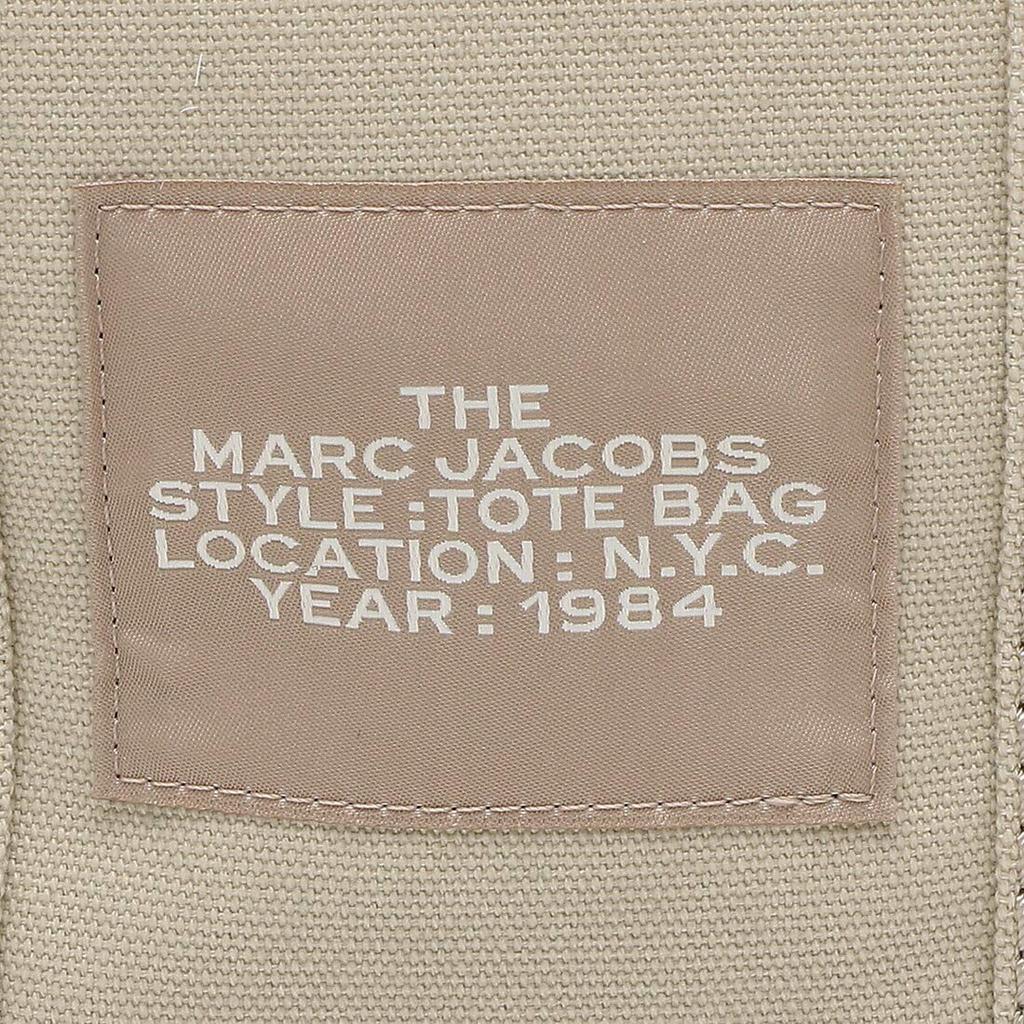 THE
MARC JACOBS
STYLE :TOTE BAG
LOCATION : N.Y.C.
YEAR : 1984